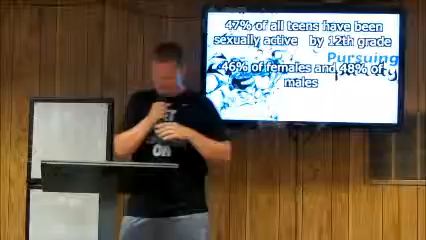 47% of all teens have been
sexually active by 12th grade
Pursuing
46% of females and 48% of
males
ON